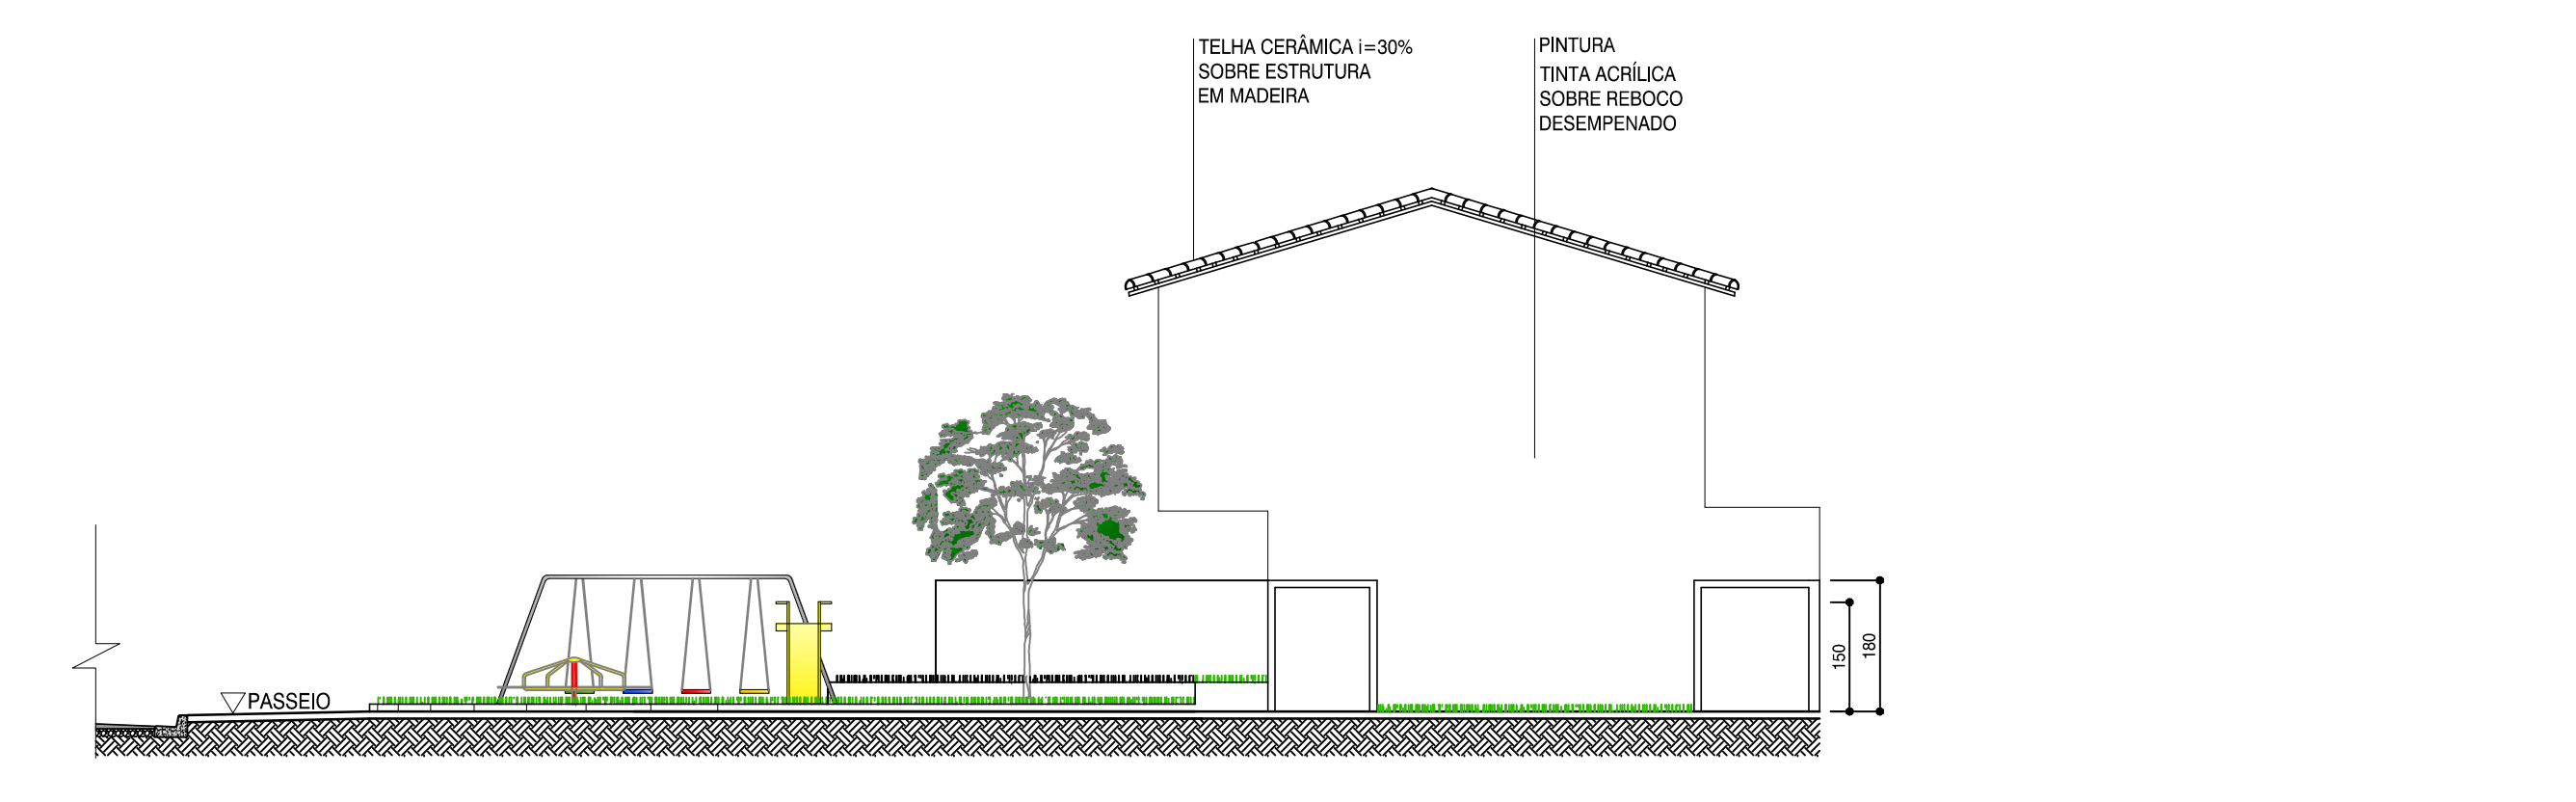 TELHA CERÂMICA i=30%
SOBRE ESTRUTURA
EM MADEIRA
PINTURA
TINTA ACRÍLICA
SOBRE REBOCO
DESEMPENADO
PASSEIO
150
180